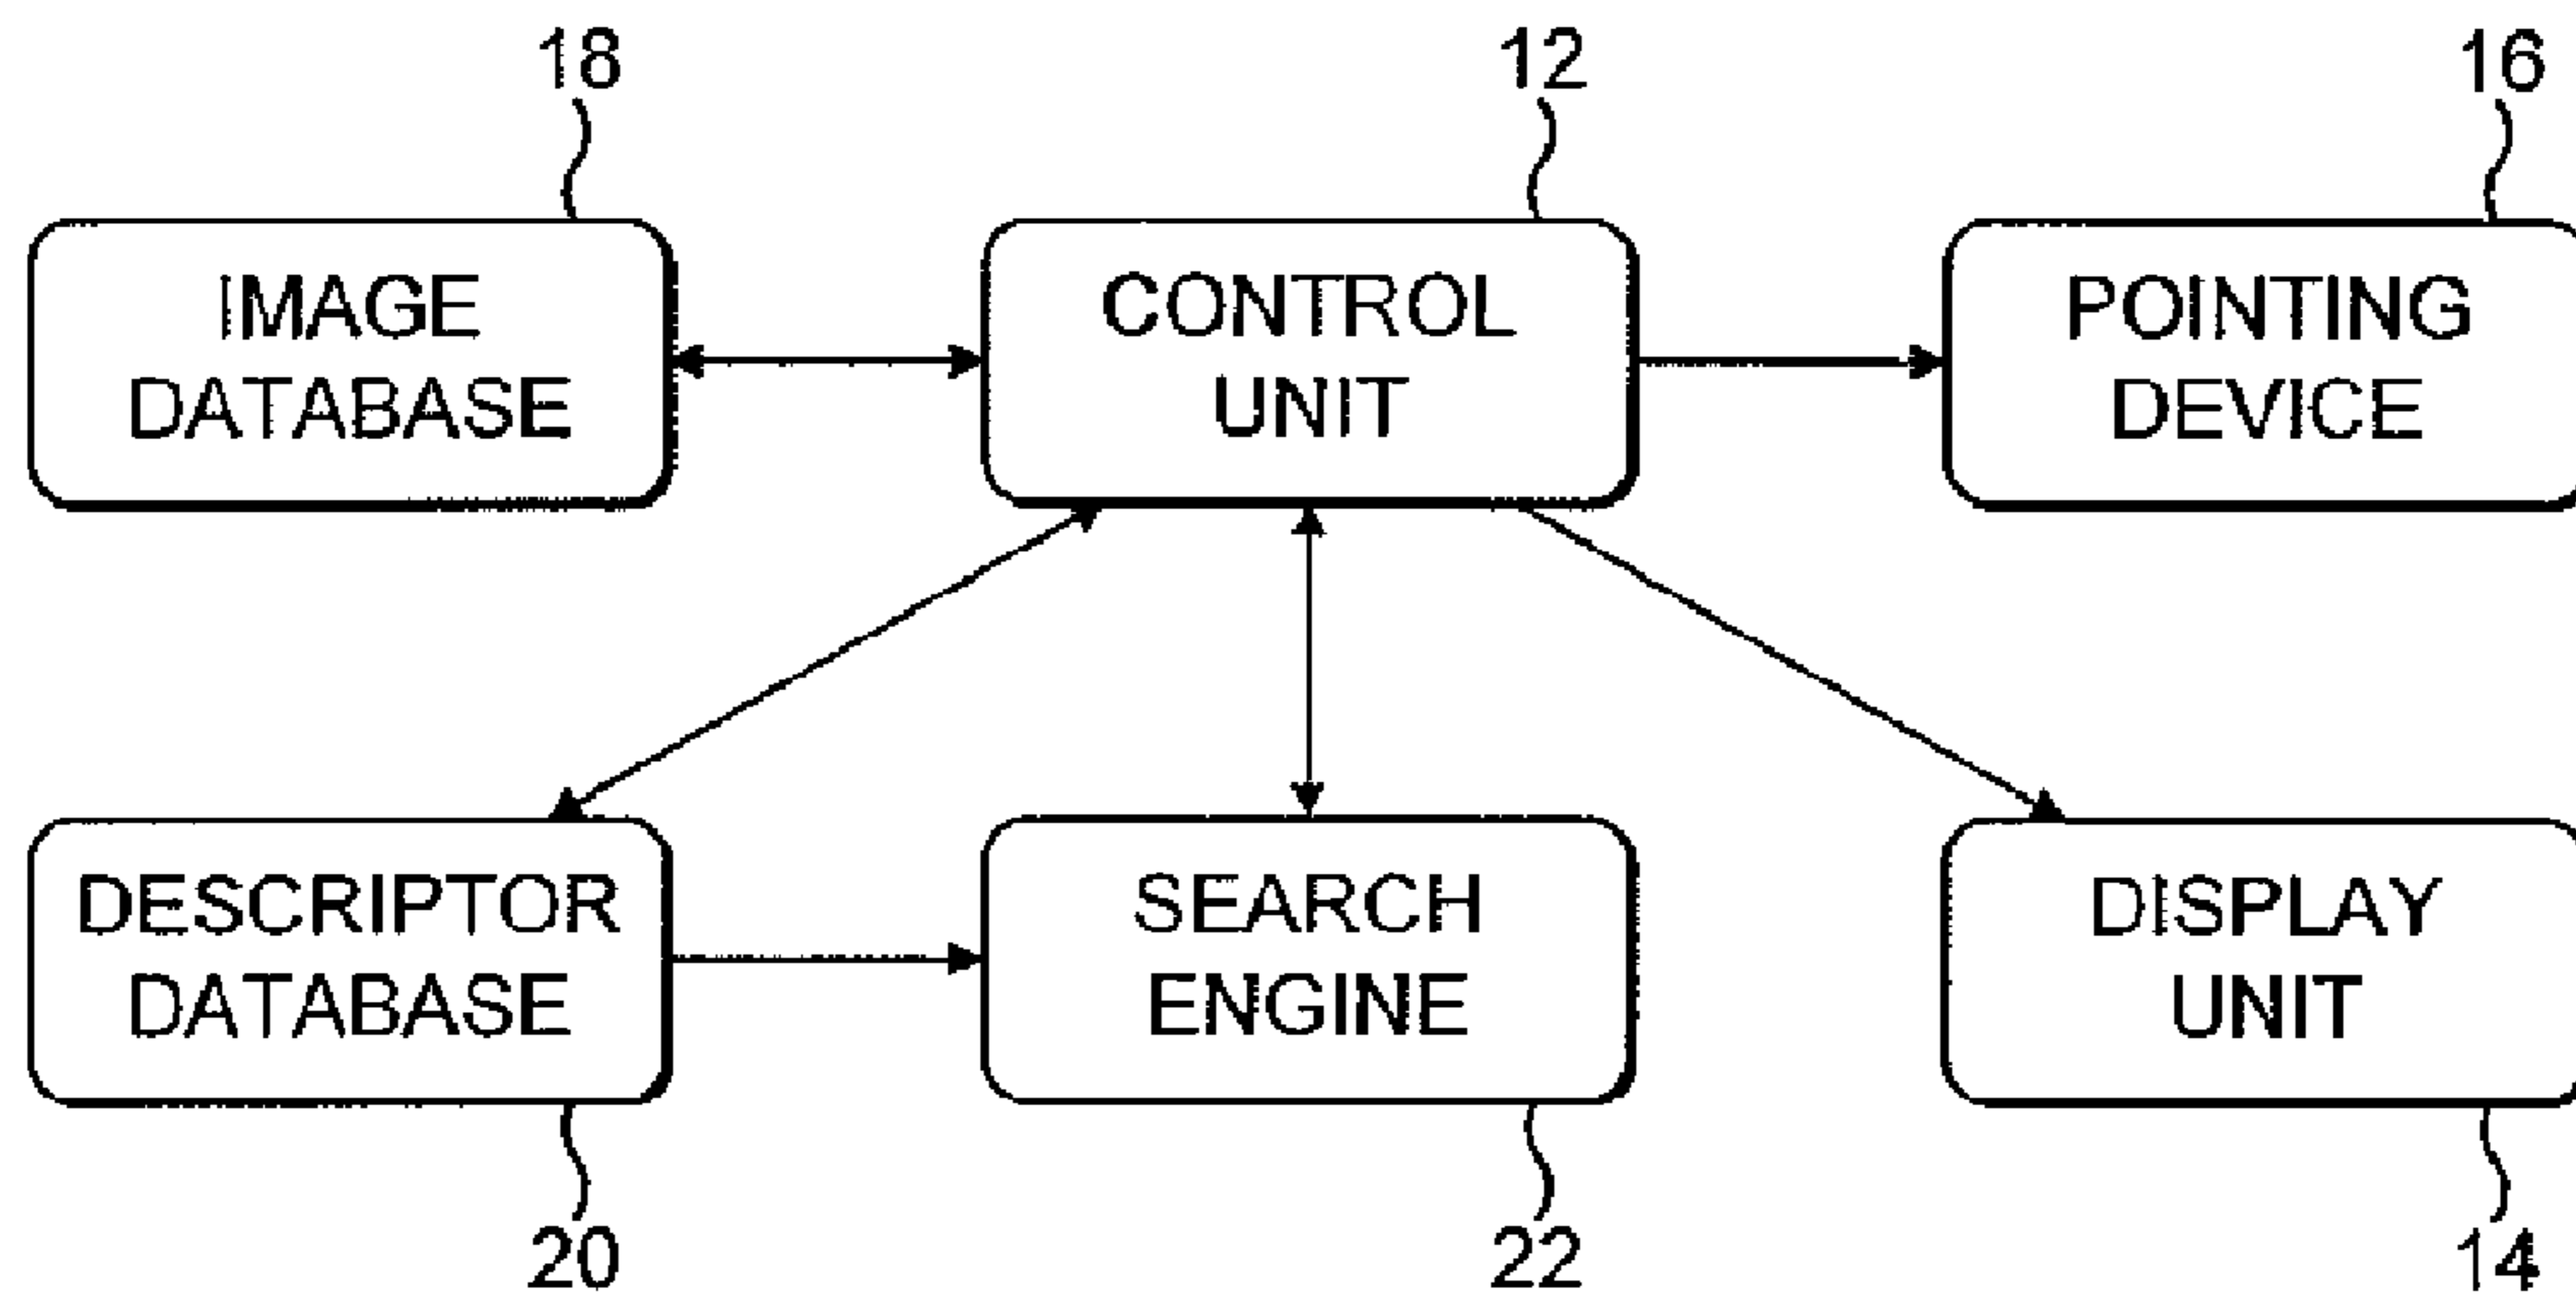 18
12
16
IMAGE
DATABASE
CONTROL
UNIT
POINTING
DEVICE
DESCRIPTOR
DATABASE
SEARCH
ENGINE
DISPLAY
UNIT
20
22
14